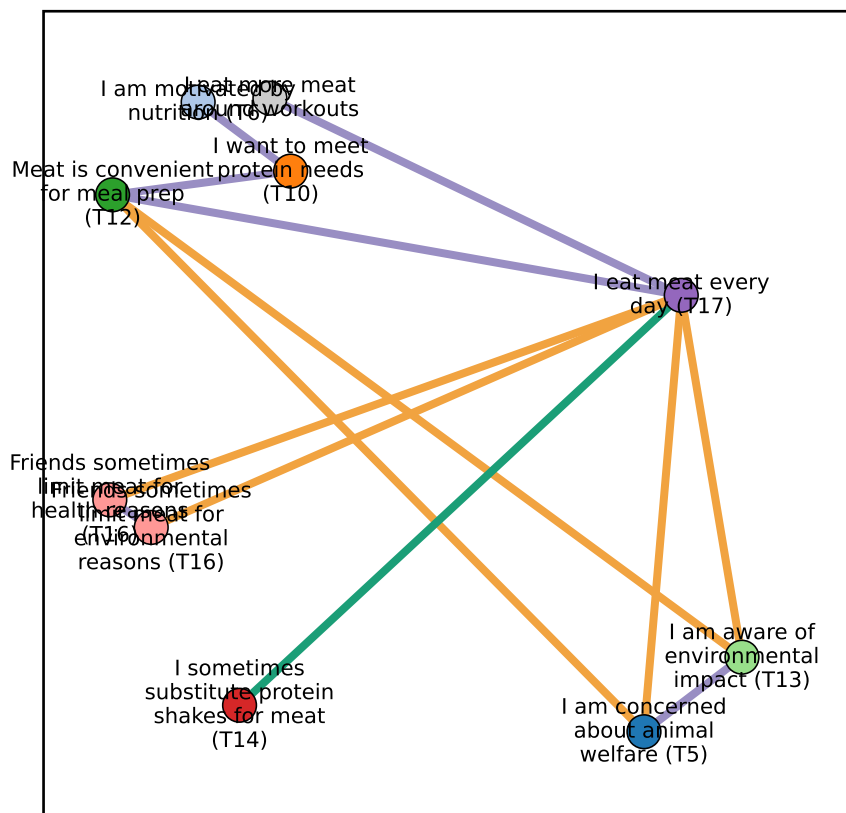 I am motivated by
nutrition (T6)
I eat more meat
around workouts
I want to meet
protein needs
(T10)
Meat is convenient
for meal prep
(T12)
I eat meat every
day (T17)
Friends sometimes
limit meat for
health reasons
(T16)
Friends sometimes
limit meat for
environmental
reasons (T16)
I am aware of
environmental
impact (T13)
I sometimes
substitute protein
shakes for meat
(T14)
I am concerned
about animal
welfare (T5)